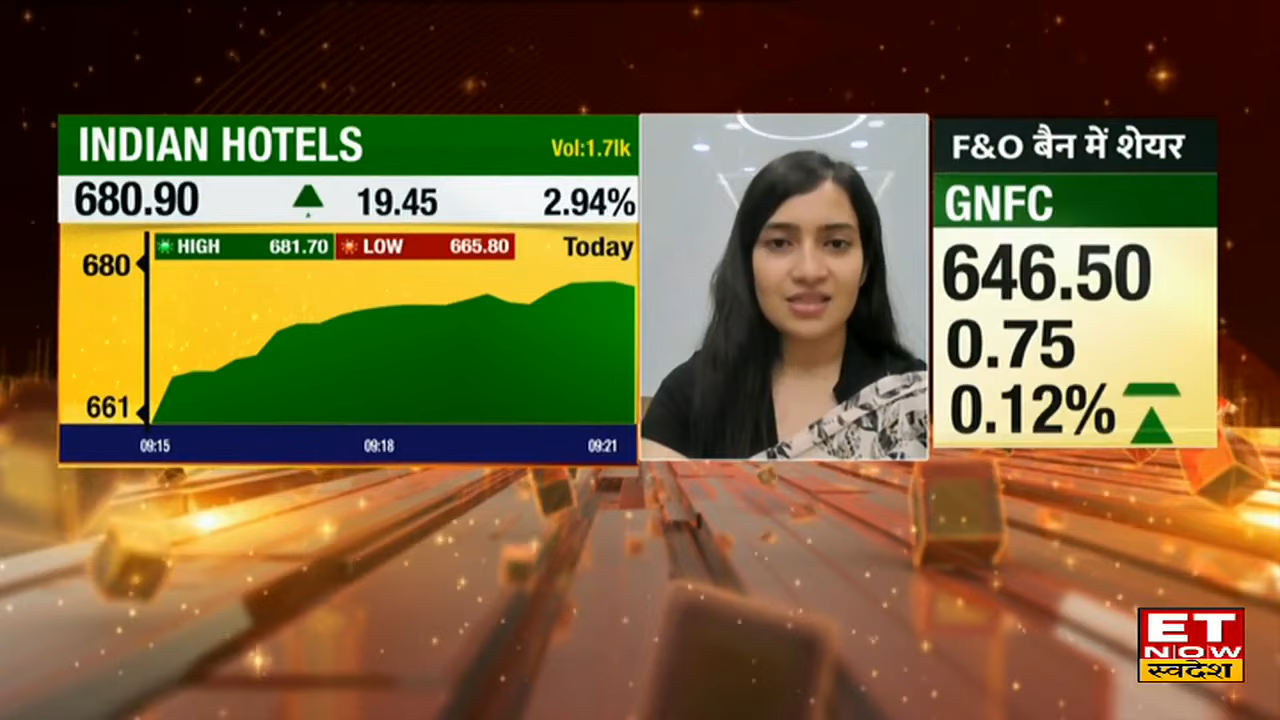 INDIAN HOTELS
Vol:1.7lk
680.90 19.45 2.94%
HIGH 681.70 LOW 665.80 Today
680
661
09:15 09:18 09:21
F&O बैन में शेयर
GNFC
646.50
0.75
0.12%
ET
NOW
स्वदेश